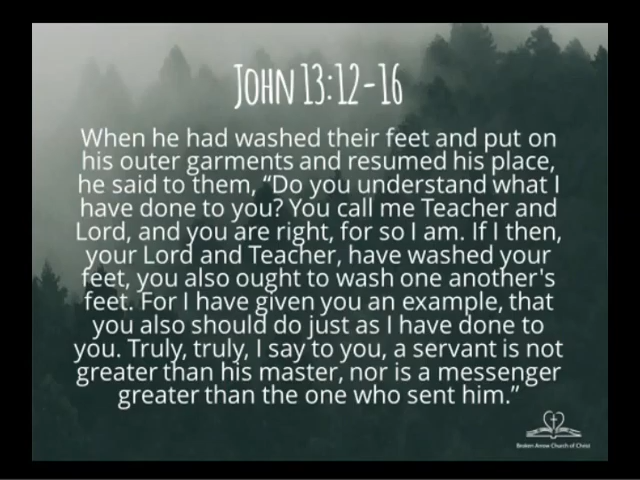 John 13:12-16
When he had washed their feet and put on
his outer garments and resumed his place,
he said to them, “Do you understand what I
have done to you? You call me Teacher and
Lord, and you are right, for so I am. If I then,
your Lord and Teacher, have washed your
feet, you also ought to wash one another's
feet. For I have given you an example, that
you also should do just as I have done to
you. Truly, truly, I say to you, a servant is not
greater than his master, nor is a messenger
greater than the one who sent him.”
Broken Arrow Church of Christ